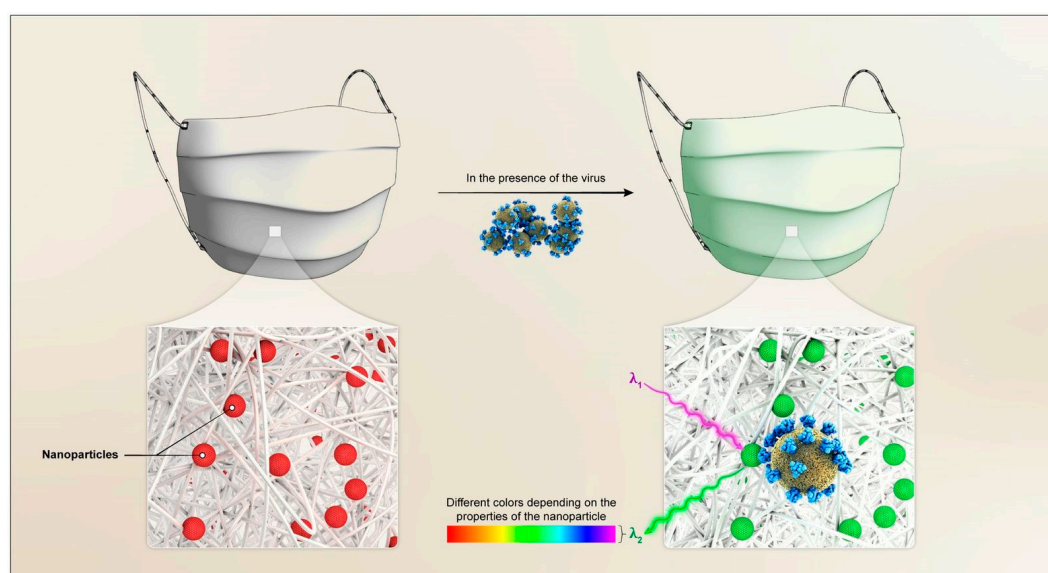 In the presence of the virus
λ1
Nanoparticles
Different colors depending on the
properties of the nanoparticle
λ2